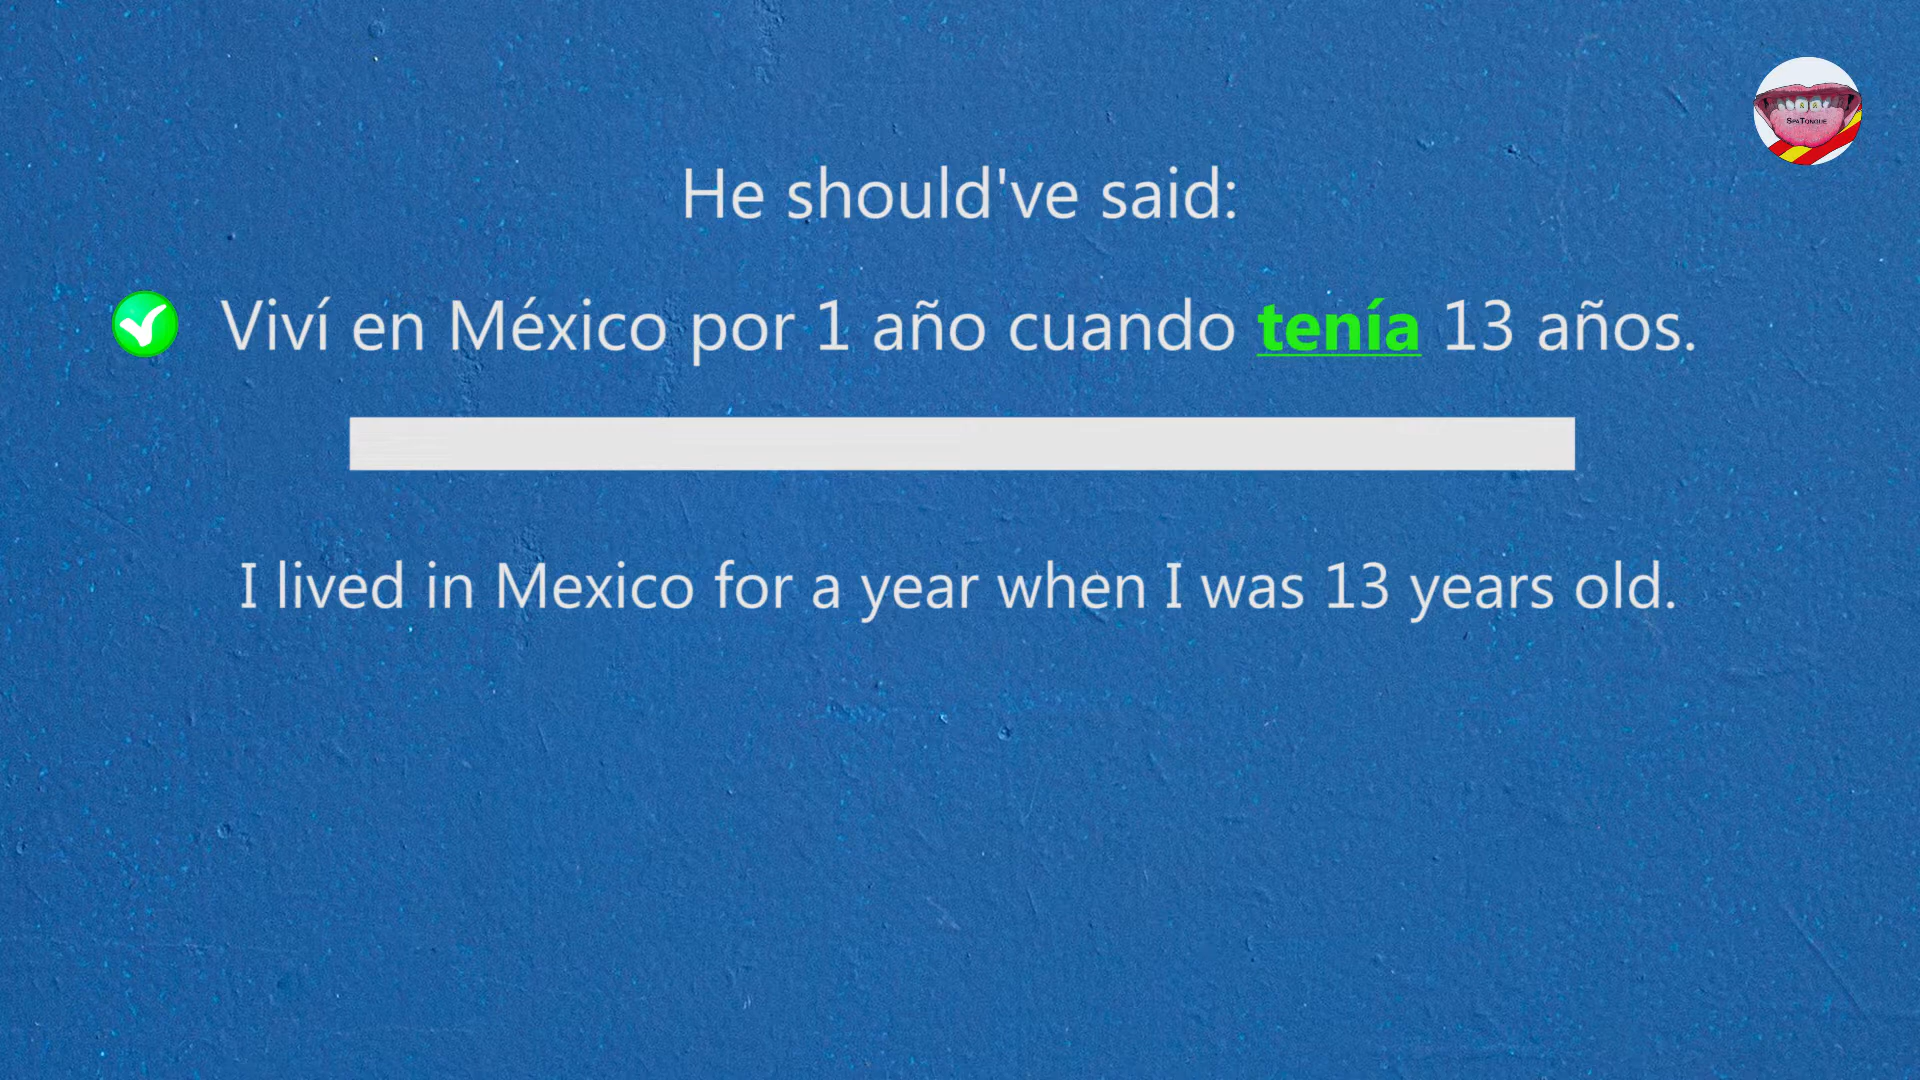 SPATONGUE
He should've said:
Viví en México por 1 año cuando tenía 13 años.
I lived in Mexico for a year when I was 13 years old.